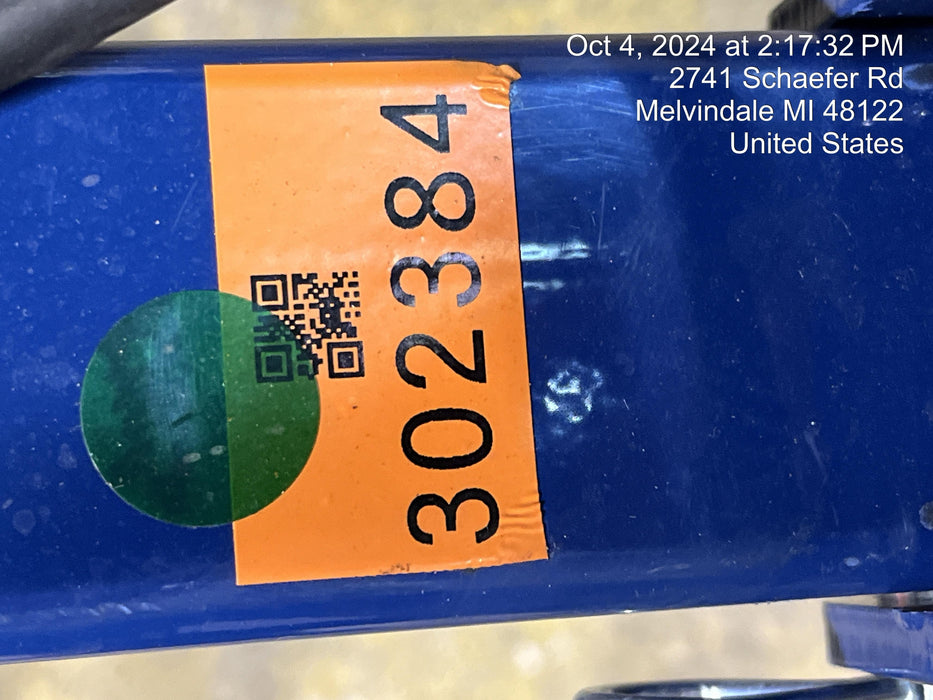 Oct 4, 2024 at 2:17:32 PM
2741 Schaefer Rd
Melvindale MI 48122
United States
302384